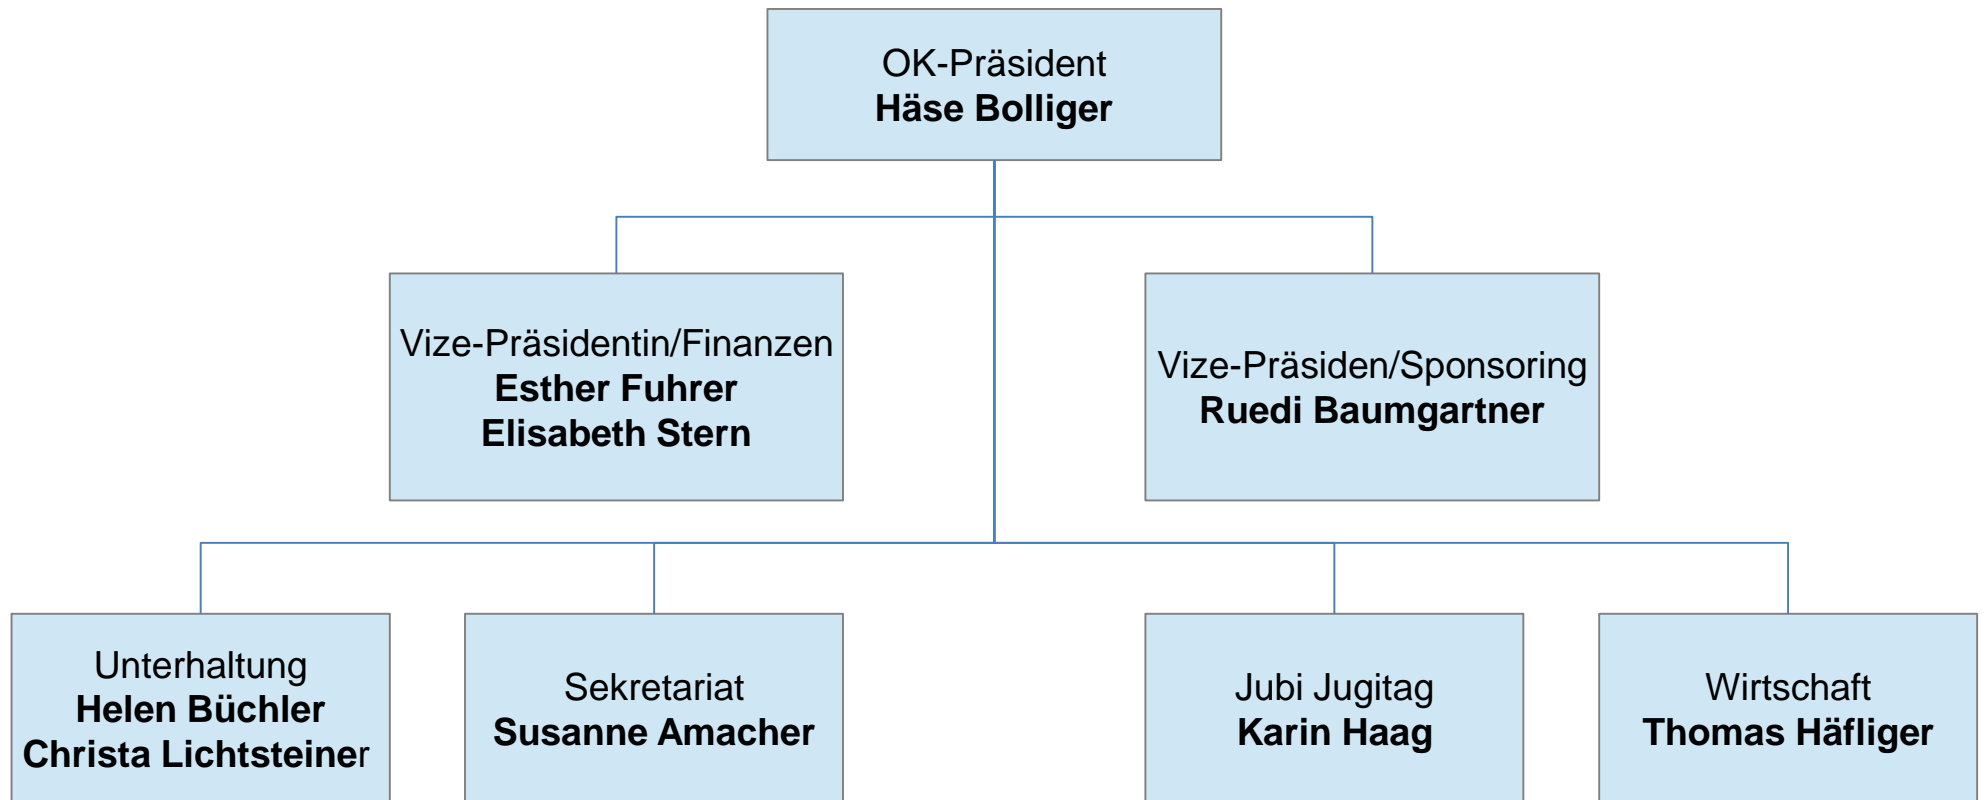 OK-Präsident
Häse Bolliger
Vize-Präsidentin/Finanzen
Esther Fuhrer
Elisabeth Stern
Vize-Präsiden/Sponsoring
Ruedi Baumgartner
Unterhaltung
Helen Büchler
Christa Lichtsteiner
Sekretariat
Susanne Amacher
Jubi Jugitag
Karin Haag
Wirtschaft
Thomas Häfliger